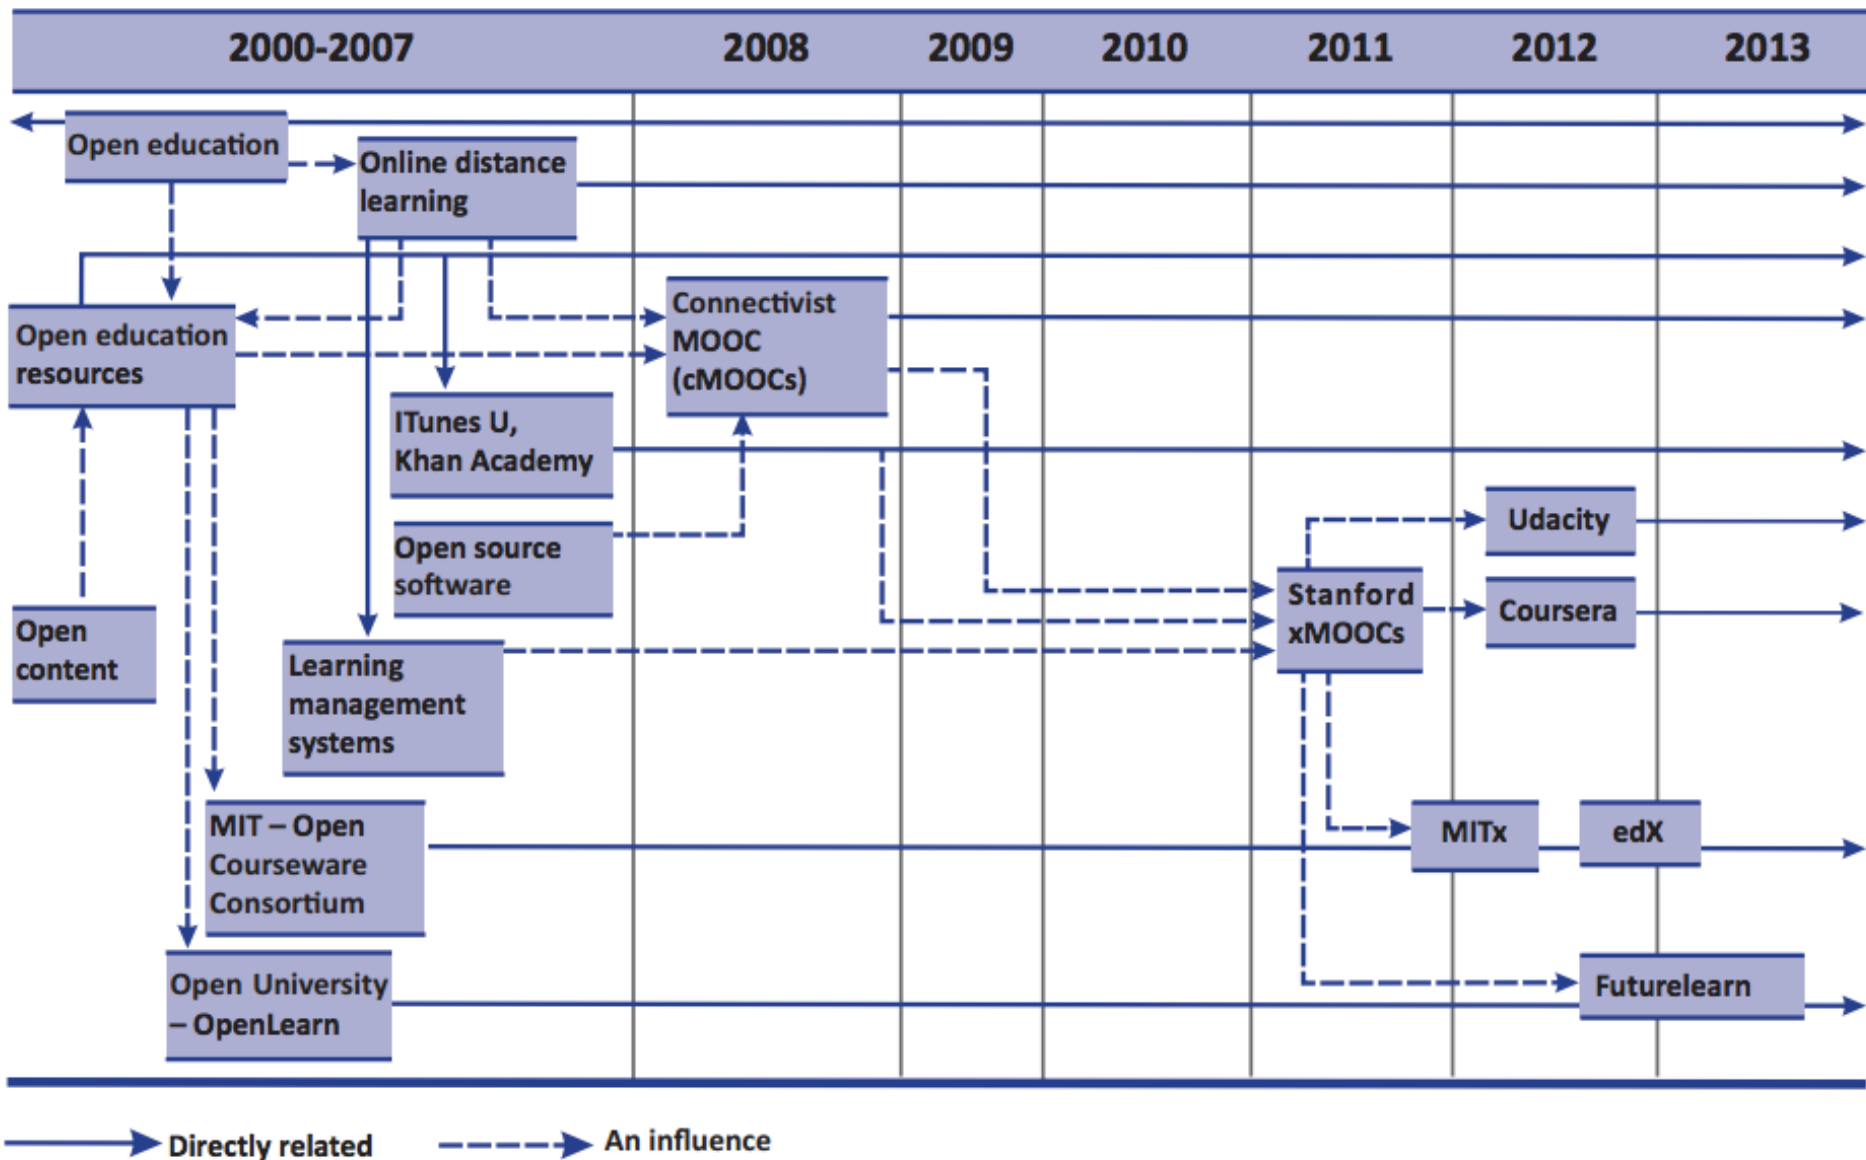 2000-2007 2008 2009 2010 2011 2012 2013
Open education
Online distance
learning
Open education
resources
Connectivist
MOOC
(cMOOCs)
ITunes U,
Khan Academy
Open source
software
Open
content
Learning
management
systems
Stanford
xMOOCs
Udacity
Coursera
MIT – Open
Courseware
Consortium
MITx
edX
Open University
– OpenLearn
Futurelearn
Directly related
An influence